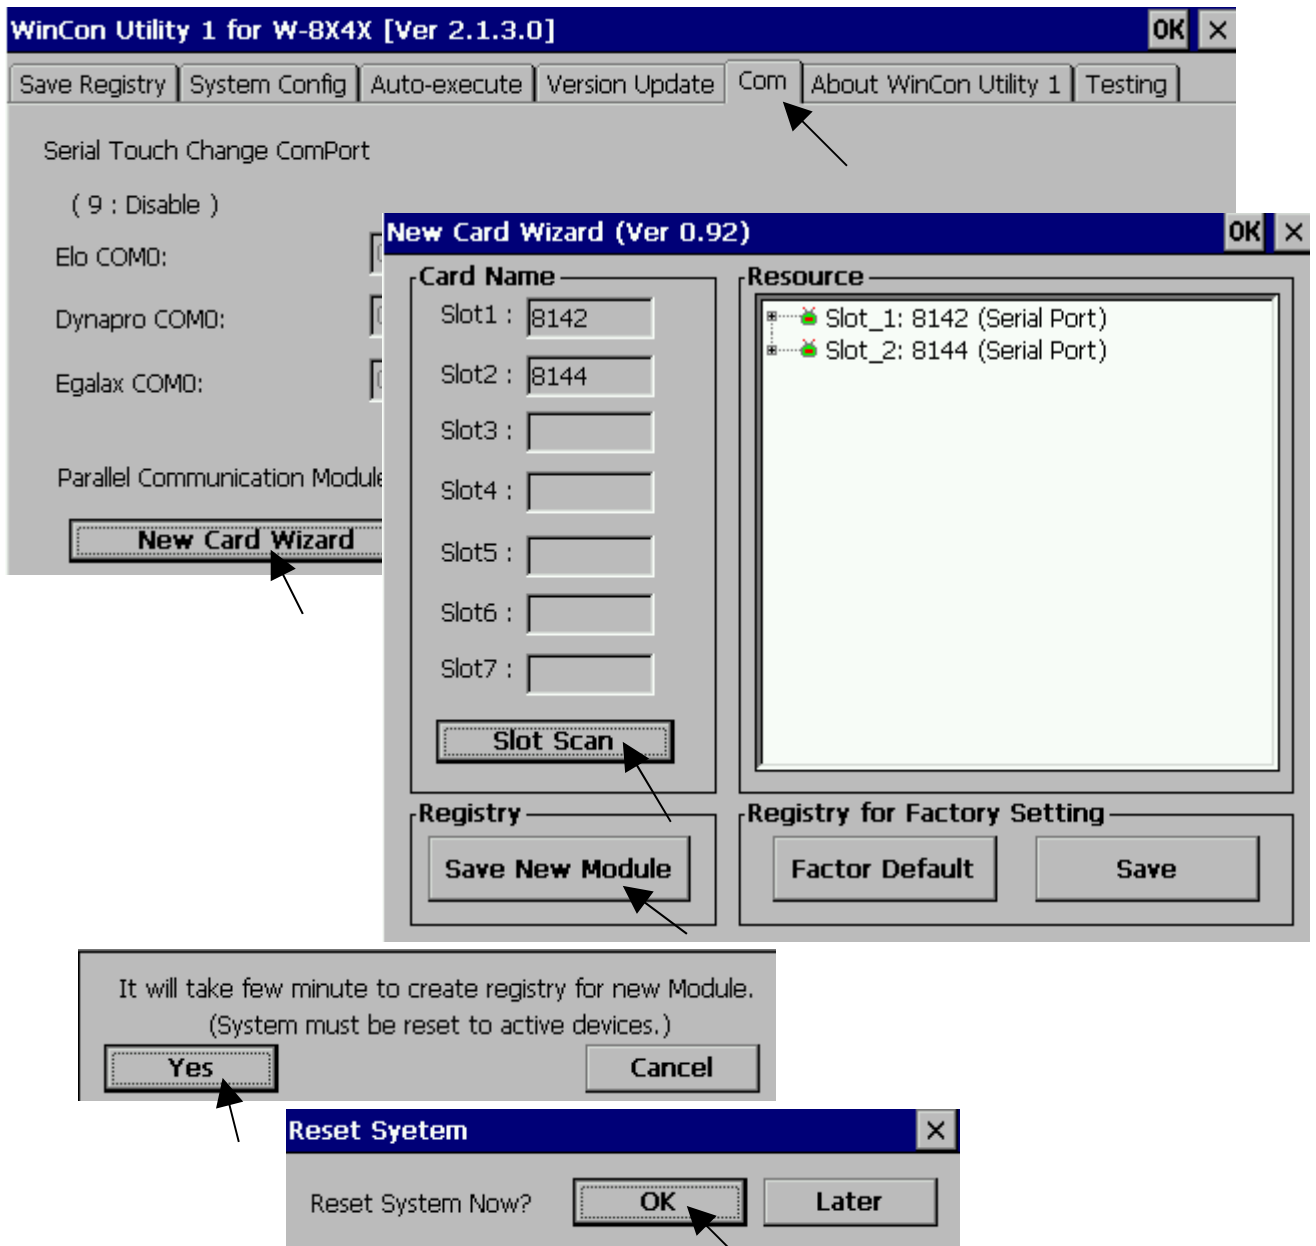 WinCon Utility 1 for W-8X4X [Ver 2.1.3.0]
OK
Save Registry
System Config
Auto-execute
Version Update
Com
About WinCon Utility 1
Testing
Serial Touch Change ComPort
( 9 : Disable )
Elo COM0:
Dynapro COM0:
Egalax COM0:
Parallel Communication Module
New Card Wizard
New Card Wizard (Ver 0.92)
OK
Card Name
Slot1 : 8142
Slot2 : 8144
Slot3 :
Slot4 :
Slot5 :
Slot6 :
Slot7 :
Slot Scan
Resource
Slot_1: 8142 (Serial Port)
Slot_2: 8144 (Serial Port)
Registry
Save New Module
Registry for Factory Setting
Factor Default
Save
It will take few minute to create registry for new Module.
(System must be reset to active devices.)
Yes
Cancel
Reset Syetem
Reset System Now?
OK
Later